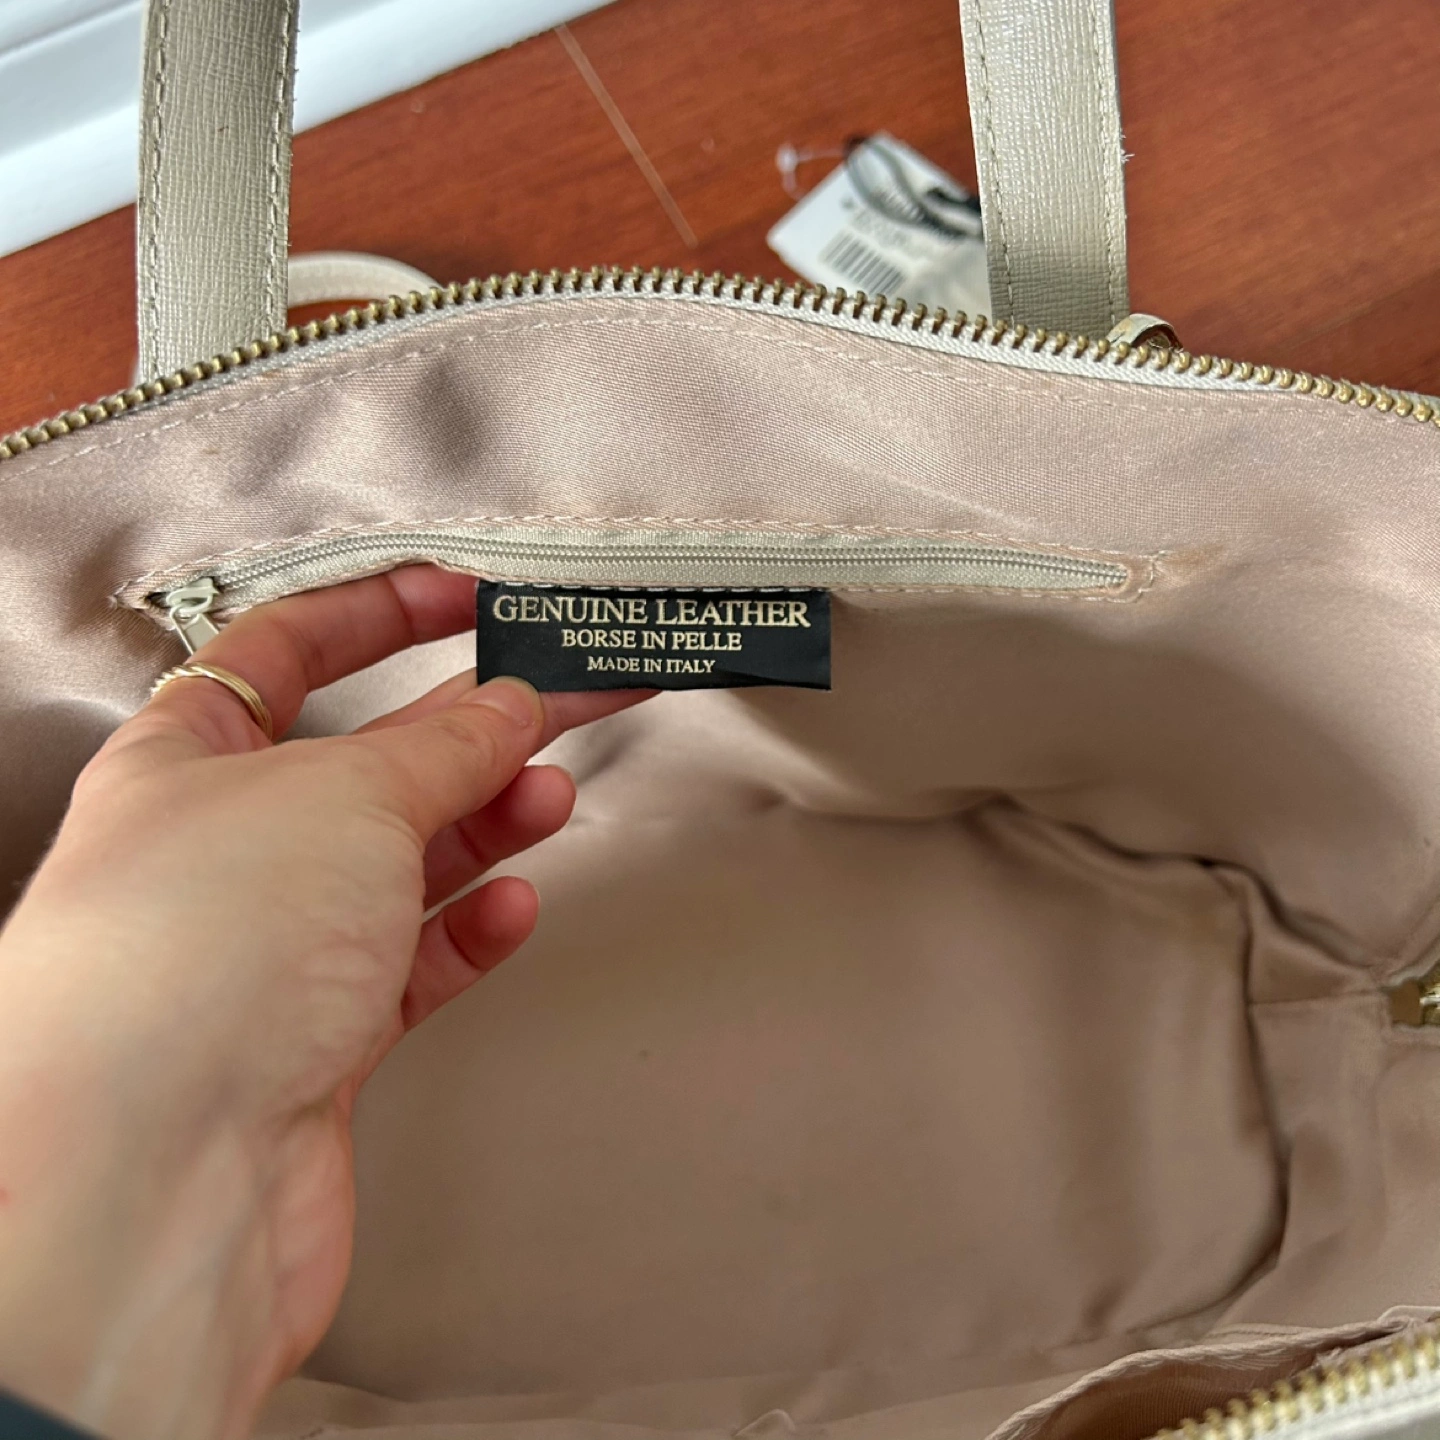 GENUINE LEATHER
BORSE IN PELLE
MADE IN ITALY